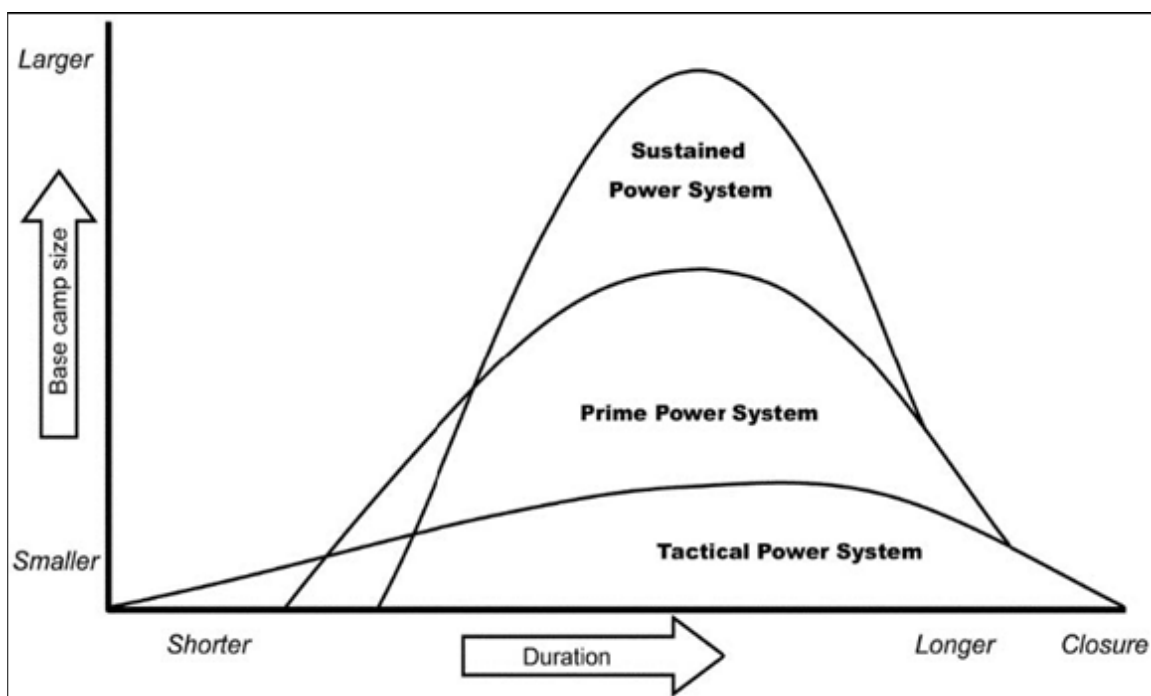 Larger
Base camp size
Smaller
Sustained
Power System
Prime Power System
Tactical Power System
Shorter
Duration
Longer
Closure